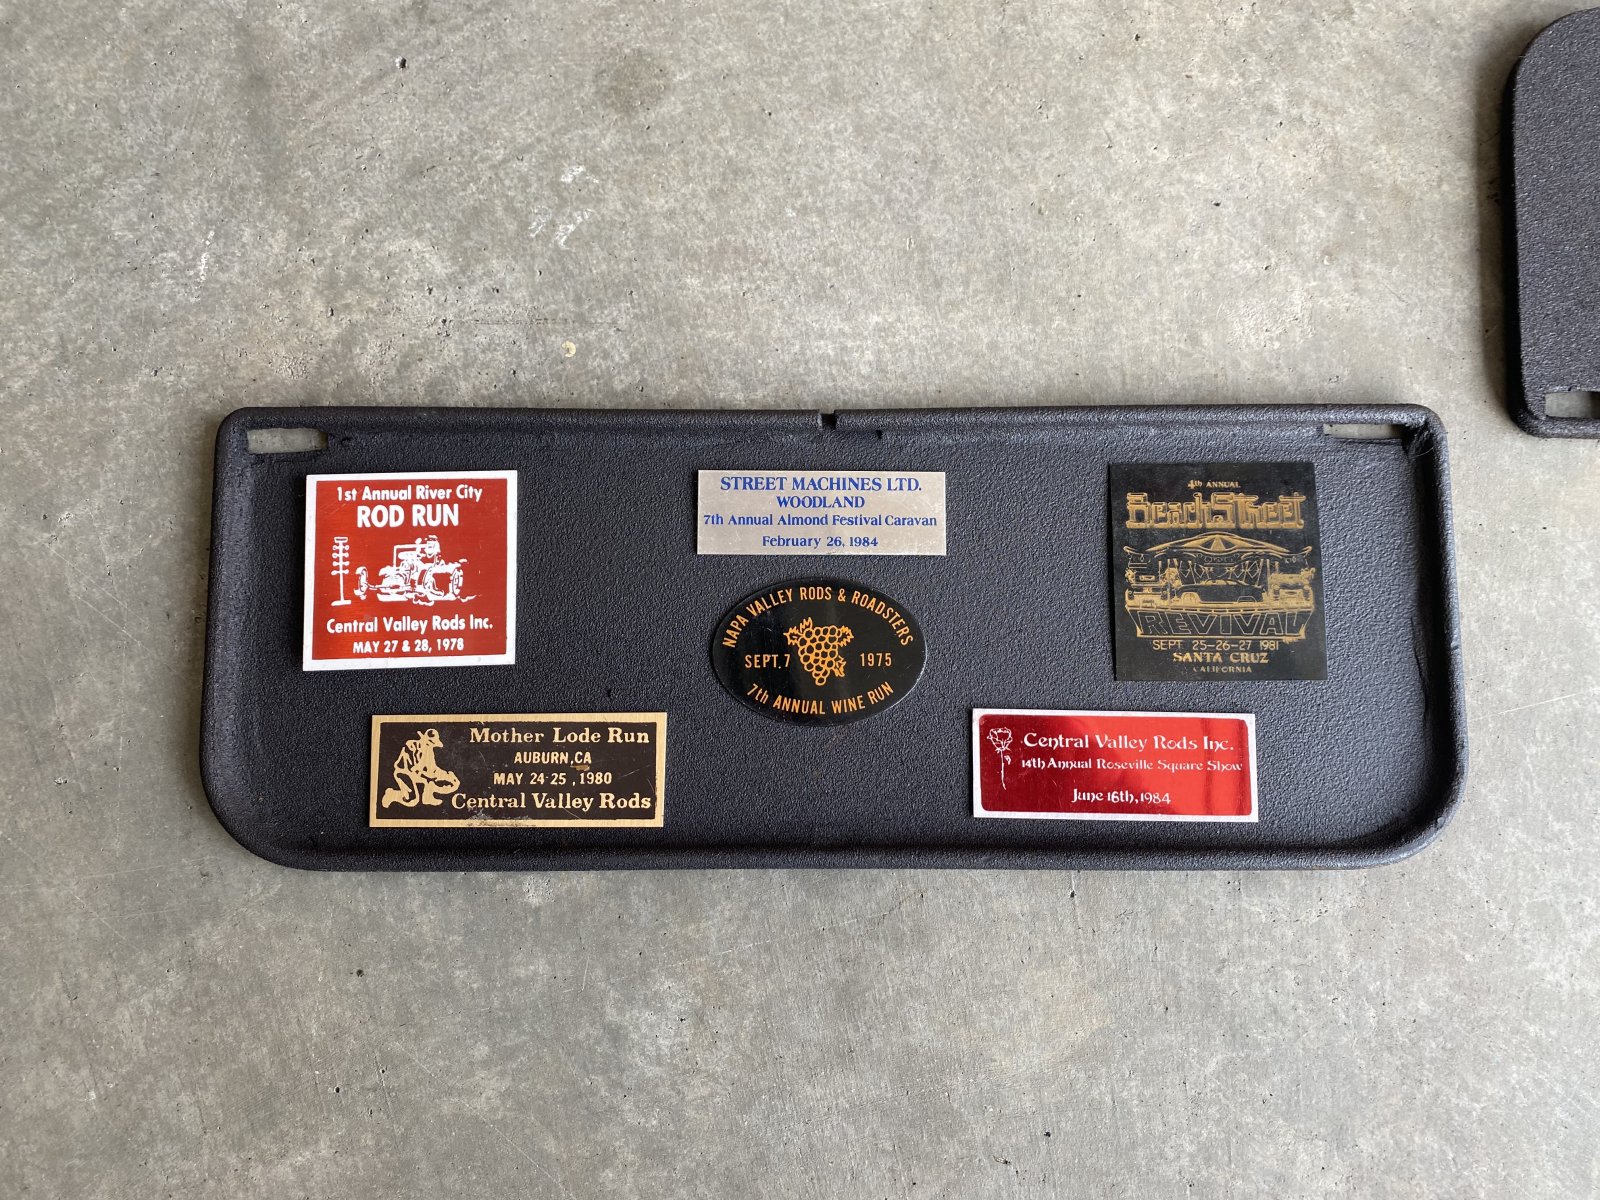 1st Annual River City
ROD RUN
Central Valley Rods Inc.
MAY 27 & 28, 1978
STREET MACHINES LTD.
WOODLAND
7th Annual Almond Festival Caravan
February 26, 1984
4th ANNUAL
Beach Street
REVIVAL
SEPT. 25-26-27 1981
SANTA CRUZ
CALIFORNIA
NAPA VALLEY RODS & ROADSTERS
SEPT. 7 1975
7th ANNUAL WINE RUN
Mother Lode Run
AUBURN, CA
MAY 24-25, 1980
Central Valley Rods
Central Valley Rods Inc.
14th Annual Roseville Square Show
June 16th, 1984